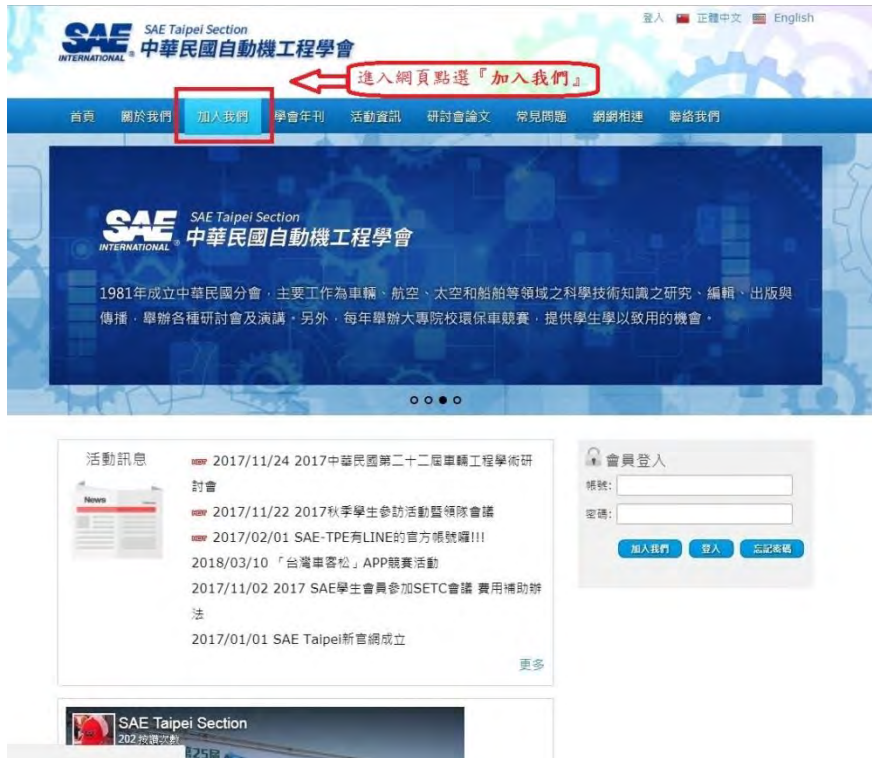 登入 正體中文 English
SAE Taipei Section
SAE
INTERNATIONAL® 中華民國自動機工程學會
進入網頁點選『加入我們』
首頁 關於我們 加入我們 學會年刊 活動資訊 研討會論文 常見問題 網網相連 聯絡我們
SAE Taipei Section
SAE
INTERNATIONAL® 中華民國自動機工程學會
1981年成立中華民國分會，主要工作為車輛、航空、太空和船舶等領域之科學技術知識之研究、編輯、出版與
傳播，舉辦各種研討會及演講。另外，每年舉辦大專院校環保車競賽，提供學生學以致用的機會。
活動訊息
News
NEW 2017/11/24 2017中華民國第二十二屆車輛工程學術研
討會
NEW 2017/11/22 2017秋季學生參訪活動暨領隊會議
NEW 2017/02/01 SAE-TPE有LINE的官方帳號囉!!!
2018/03/10 「台灣車客松」APP競賽活動
2017/11/02 2017 SAE學生會員參加SETC會議 費用補助辦
法
2017/01/01 SAE Taipei新官網成立
更多
會員登入
帳號:
密碼:
加入我們 登入 忘記密碼
SAE Taipei Section
202 按讚次數